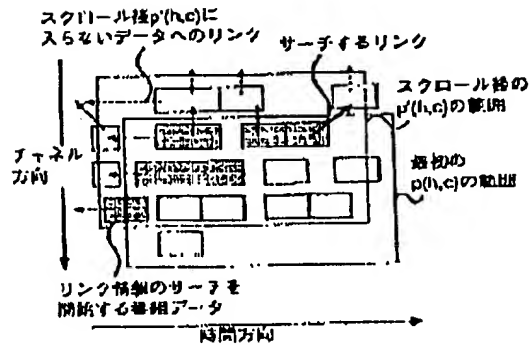 スクロール後p'(h,c)に
入らないデータへのリンク
サーチするリンク
スクロール後の
p'(h,c)の範囲
チャネル
方向
最初の
p(h,c)の範囲
リンク情報のサーチを
開始する番組データ
時間方向